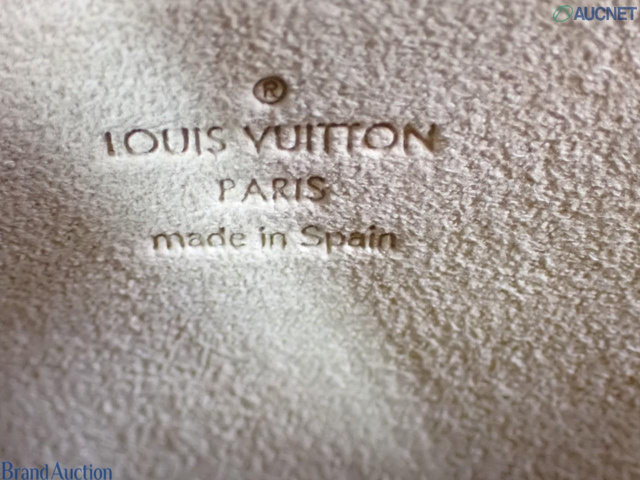 AUCNET
®
LOUIS VUITTON
PARIS
made in Spain
BrandAuction